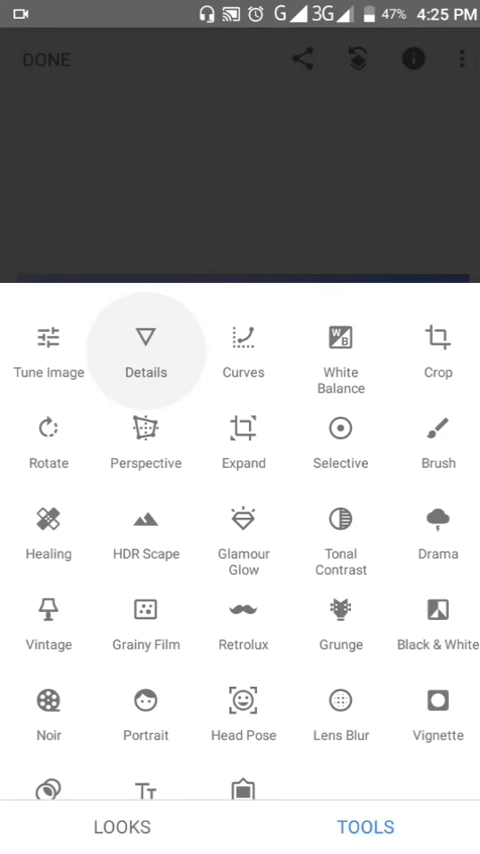 G 3G 47% 4:25 PM
DONE
Tune Image Details Curves White Balance Crop
Rotate Perspective Expand Selective Brush
Healing HDR Scape Glamour Glow Tonal Contrast Drama
Vintage Grainy Film Retrolux Grunge Black & White
Noir Portrait Head Pose Lens Blur Vignette
Tт
LOOKS TOOLS